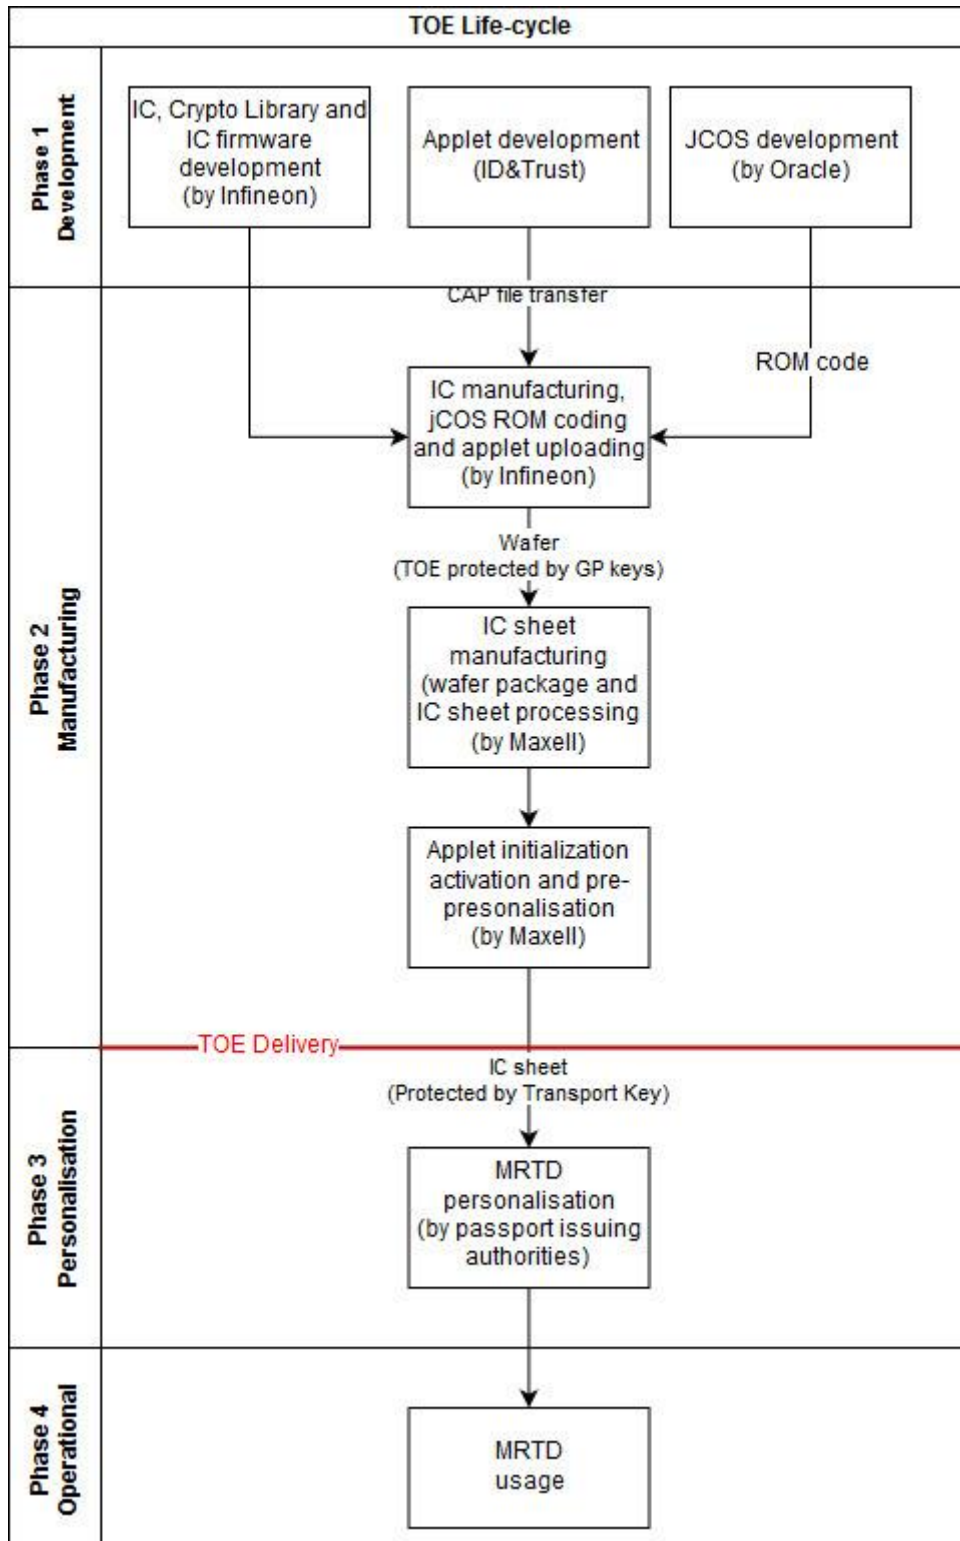 TOE Life-cycle
Phase 1
Development
IC, Crypto Library and
IC firmware
development
(by Infineon)
Applet development
(ID&Trust)
JCOS development
(by Oracle)
CAP file transfer
ROM code
Phase 2
Manufacturing
IC manufacturing,
jCOS ROM coding
and applet uploading
(by Infineon)
Wafer
(TOE protected by GP keys)
IC sheet
manufacturing
(wafer package and
IC sheet processing
(by Maxell)
Applet initialization
activation and pre-
presonalisation
(by Maxell)
TOE Delivery
Phase 3
Personalisation
IC sheet
(Protected by Transport Key)
MRTD
personalisation
(by passport issuing
authorities)
Phase 4
Operational
MRTD
usage